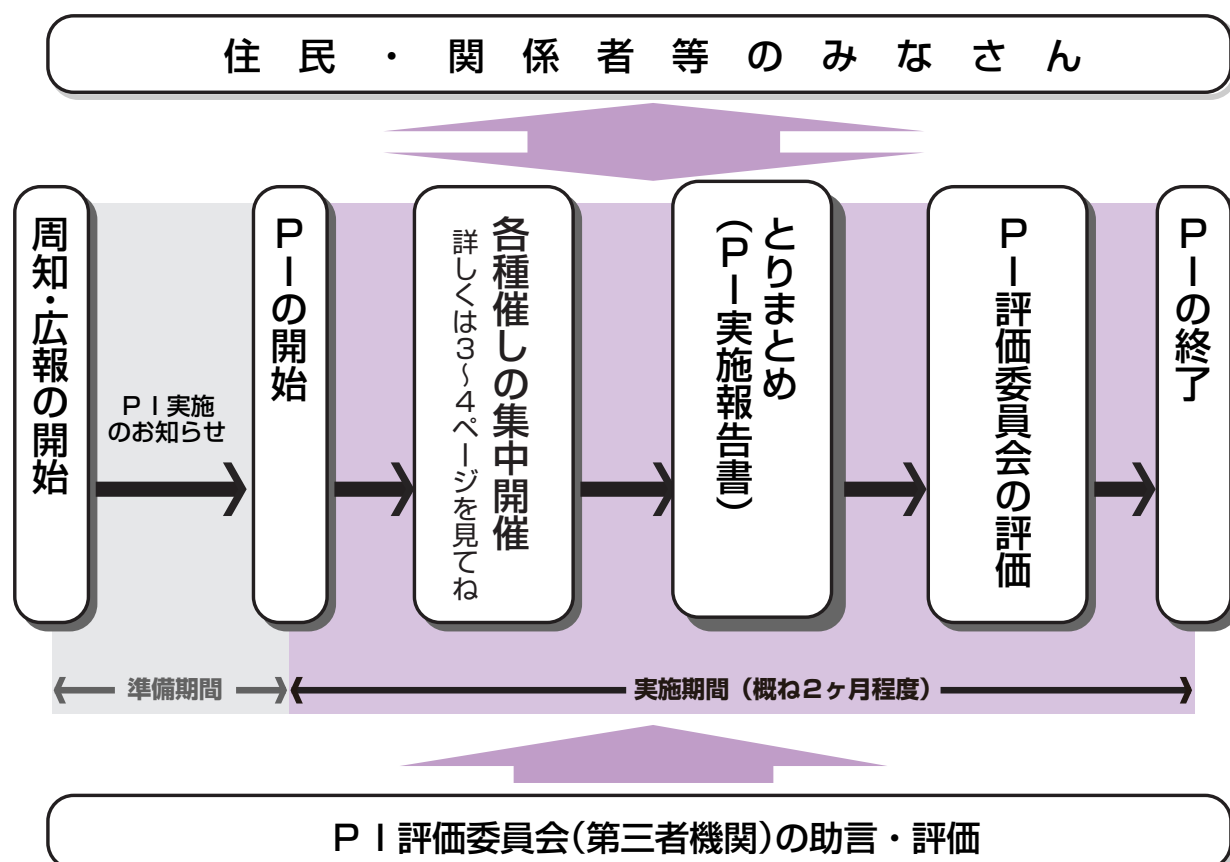 住民・関係者等のみなさん
周知・広報の開始
ＰＩ実施
のお知らせ
ＰＩの開始
各種催しの集中開催
詳しくは３～４ページを見てね
とりまとめ
（ＰＩ実施報告書）
ＰＩ評価委員会の評価
ＰＩの終了
準備期間
実施期間（概ね２ヶ月程度）
ＰＩ評価委員会(第三者機関)の助言・評価